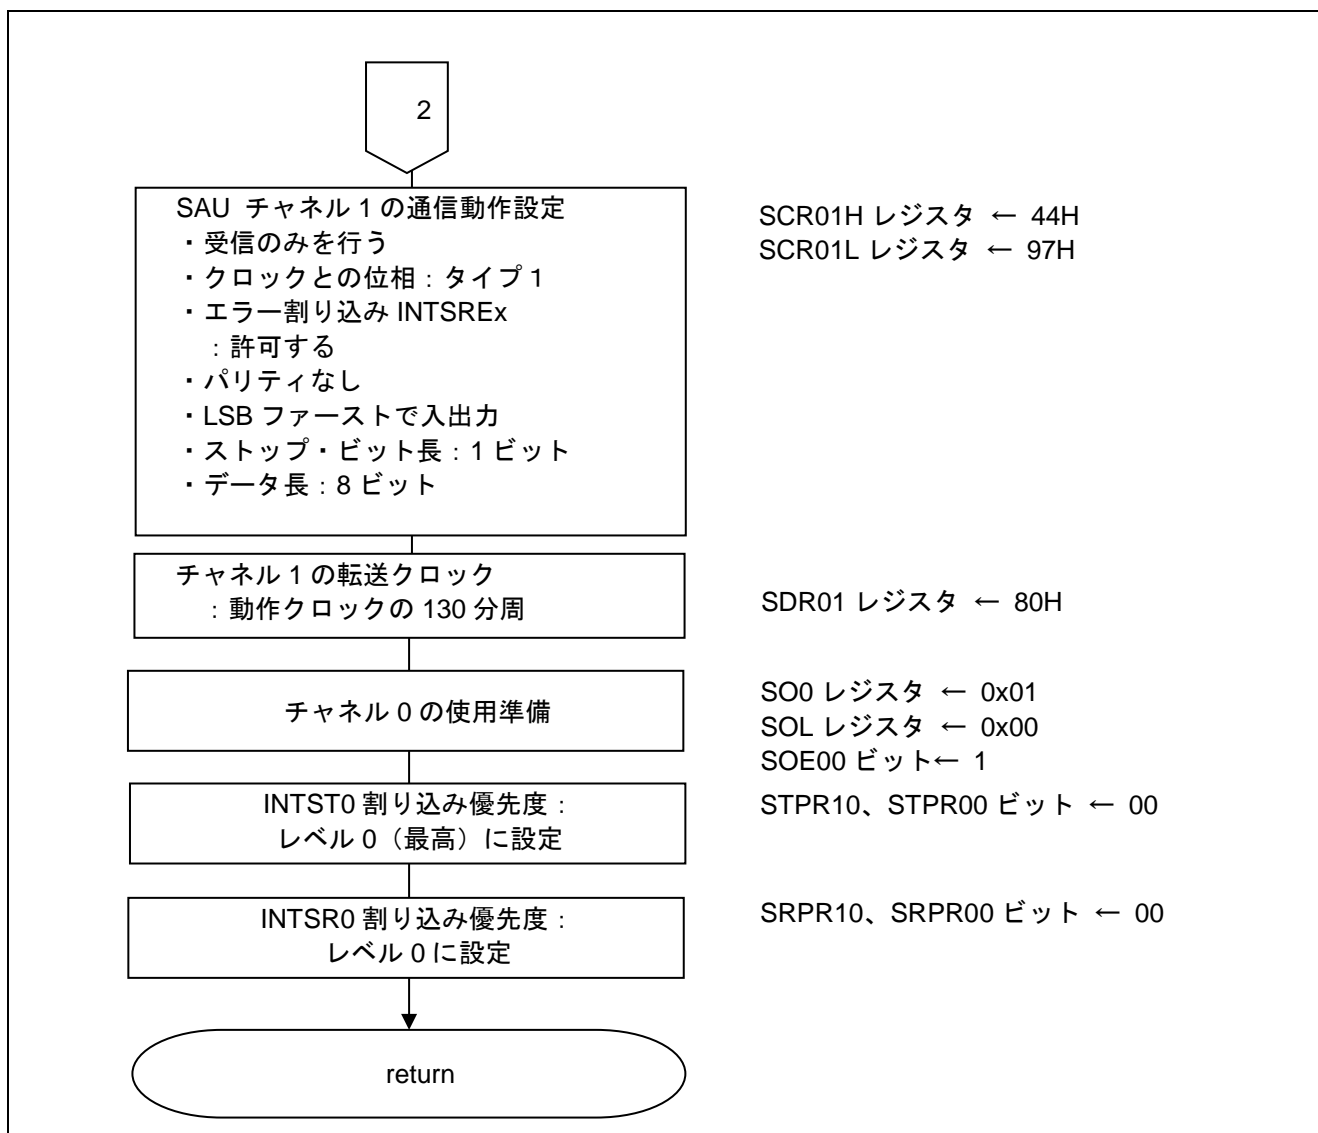 2
SAU チャネル 1 の通信動作設定
・受信のみを行う
・クロックとの位相：タイプ 1
・エラー割り込み INTSREx
：許可する
・パリティなし
・LSB ファーストで入出力
・ストップ・ビット長：1 ビット
・データ長：8 ビット
SCR01H レジスタ ← 44H
SCR01L レジスタ ← 97H
チャネル 1 の転送クロック
：動作クロックの 130 分周
SDR01 レジスタ ← 80H
チャネル 0 の使用準備
SO0 レジスタ ← 0x01
SOL レジスタ ← 0x00
SOE00 ビット← 1
INTST0 割り込み優先度：
レベル 0（最高）に設定
STPR10、STPR00 ビット ← 00
INTSR0 割り込み優先度：
レベル 0 に設定
SRPR10、SRPR00 ビット ← 00
return